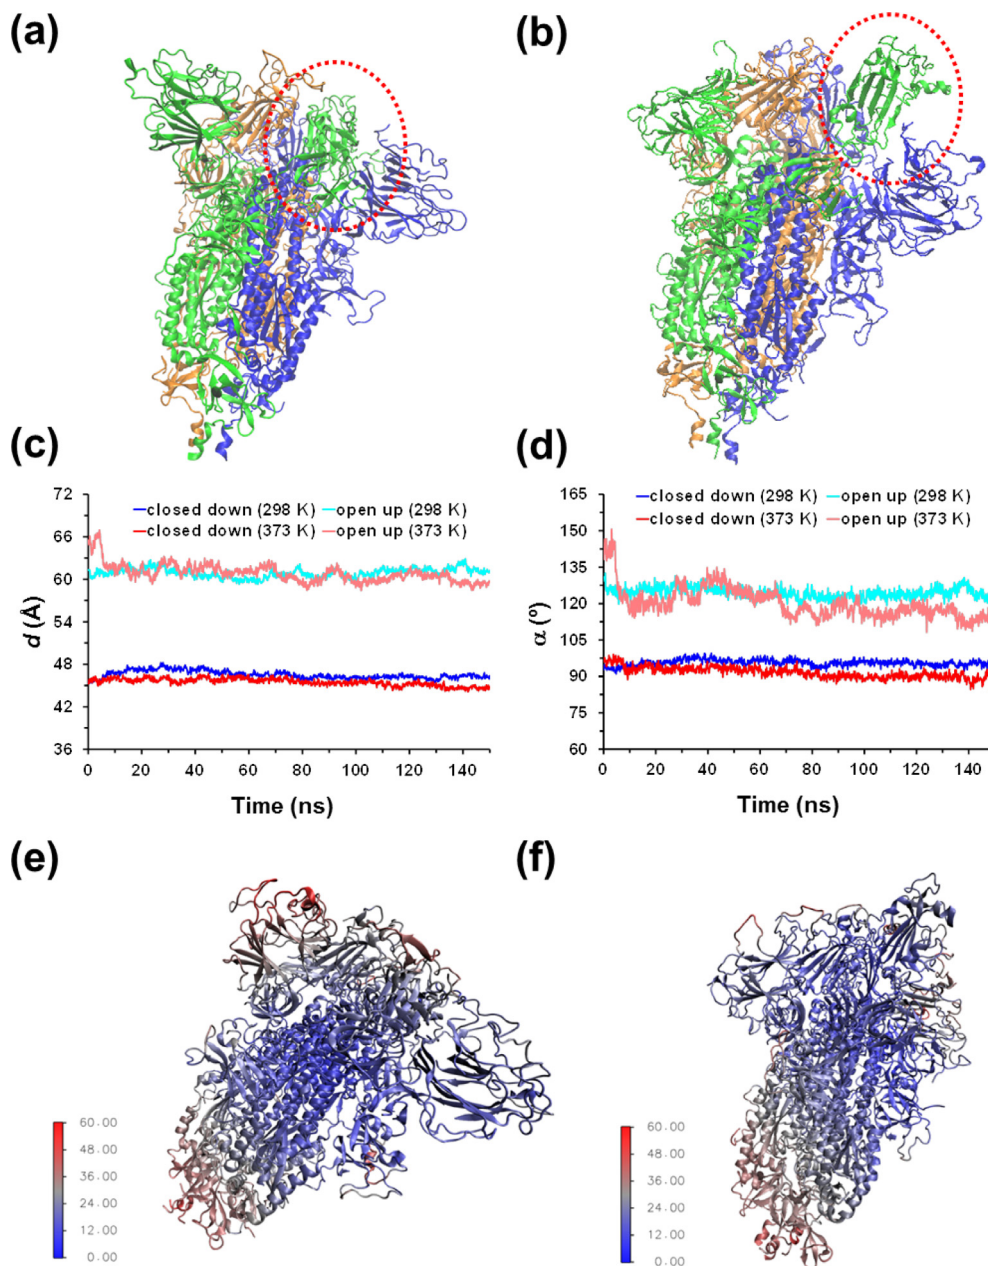 (a)
(b)
(c)
(d)
72
66
60
54
48
42
36
d (Å)
closed down (298 K) open up (298 K)
closed down (373 K) open up (373 K)
0 20 40 60 80 100 120 140
Time (ns)
165
150
135
120
105
90
75
60
α (º)
closed down (298 K) open up (298 K)
closed down (373 K) open up (373 K)
0 20 40 60 80 100 120 140
Time (ns)
(e)
(f)
60.00
48.00
36.00
24.00
12.00
0.00
60.00
48.00
36.00
24.00
12.00
0.00